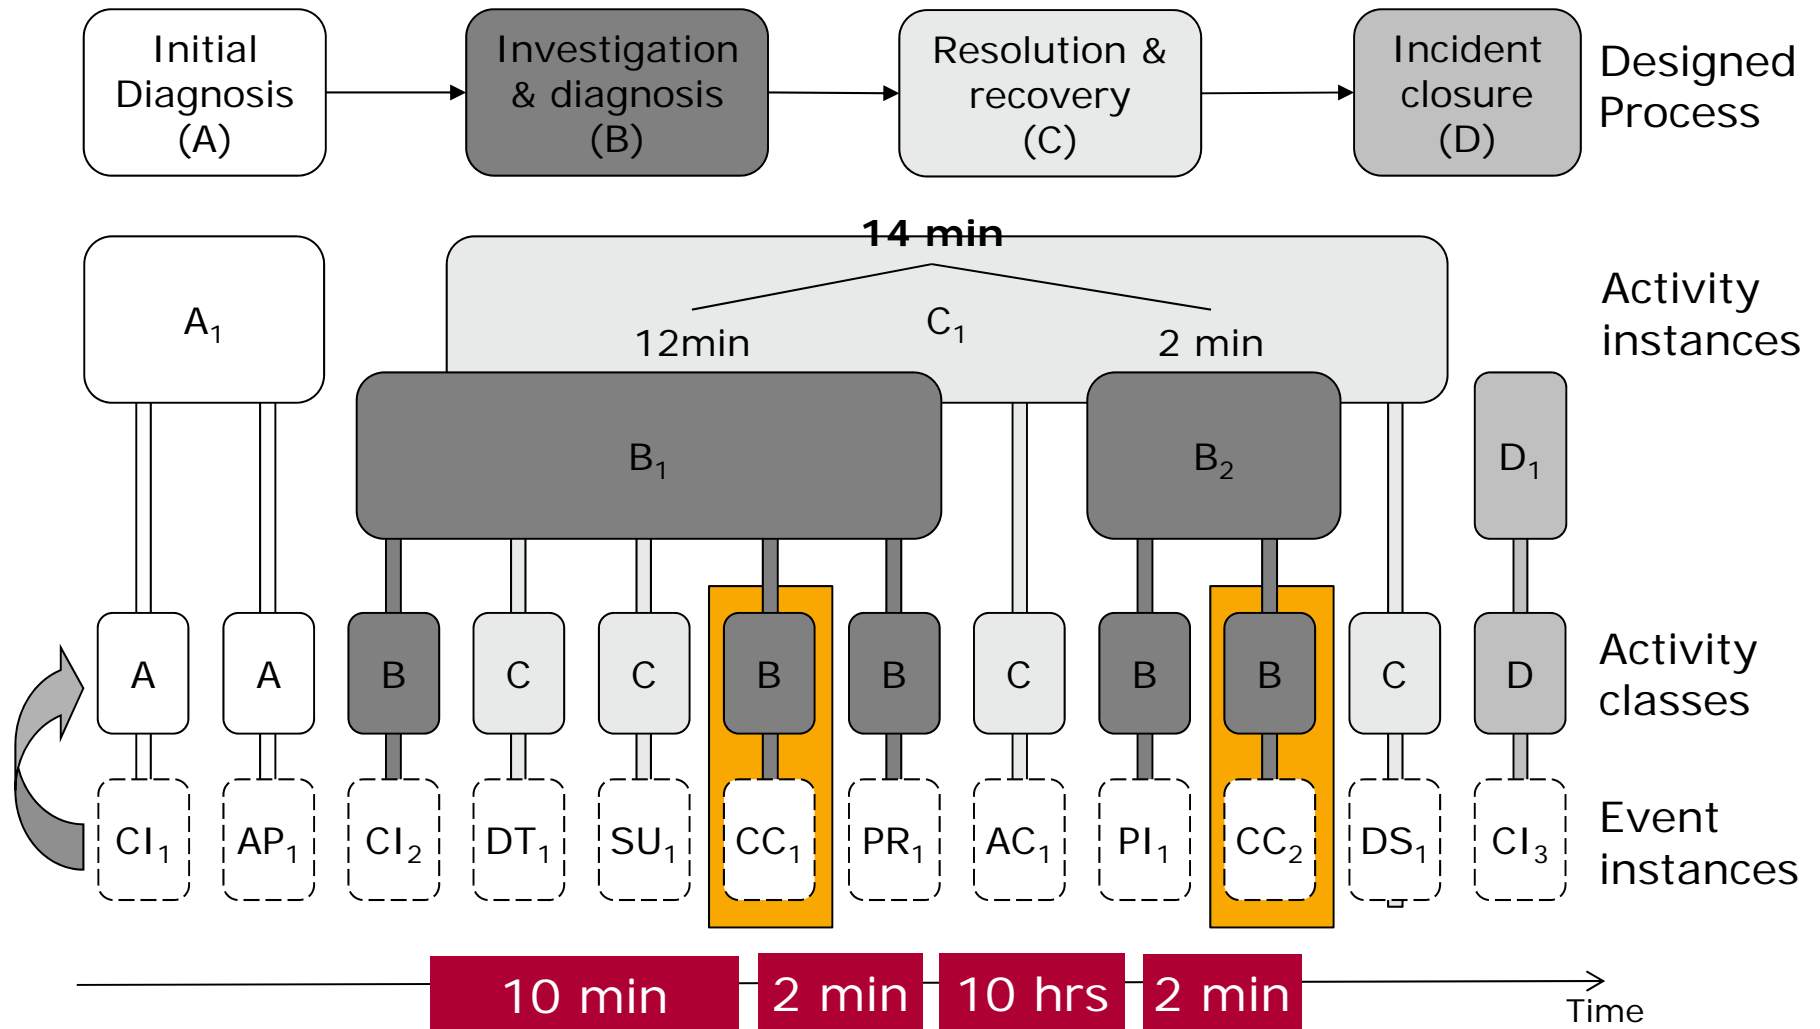 Initial
Diagnosis
(A)
Investigation
& diagnosis
(B)
Resolution &
recovery
(C)
Incident
closure
(D)
Designed
Process
14 min
A1
12min
C1
2 min
Activity
instances
B1
B2
D1
A
A
B
C
C
B
B
C
B
B
C
D
Activity
classes
CI1
AP1
CI2
DT1
SU1
CC1
PR1
AC1
PI1
CC2
DS1
CI3
Event
instances
10 min
2 min
10 hrs
2 min
Time